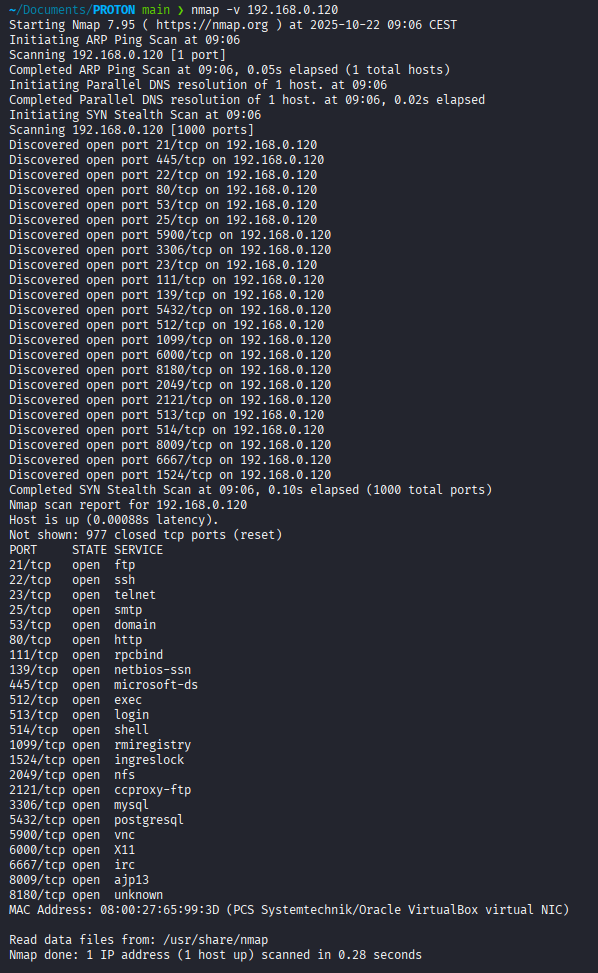 ~/Documents/PROTON main ❯ nmap -v 192.168.0.120
Starting Nmap 7.95 ( https://nmap.org ) at 2025-10-22 09:06 CEST
Initiating ARP Ping Scan at 09:06
Scanning 192.168.0.120 [1 port]
Completed ARP Ping Scan at 09:06, 0.05s elapsed (1 total hosts)
Initiating Parallel DNS resolution of 1 host. at 09:06
Completed Parallel DNS resolution of 1 host. at 09:06, 0.02s elapsed
Initiating SYN Stealth Scan at 09:06
Scanning 192.168.0.120 [1000 ports]
Discovered open port 21/tcp on 192.168.0.120
Discovered open port 445/tcp on 192.168.0.120
Discovered open port 22/tcp on 192.168.0.120
Discovered open port 80/tcp on 192.168.0.120
Discovered open port 53/tcp on 192.168.0.120
Discovered open port 25/tcp on 192.168.0.120
Discovered open port 5900/tcp on 192.168.0.120
Discovered open port 3306/tcp on 192.168.0.120
Discovered open port 23/tcp on 192.168.0.120
Discovered open port 111/tcp on 192.168.0.120
Discovered open port 139/tcp on 192.168.0.120
Discovered open port 5432/tcp on 192.168.0.120
Discovered open port 512/tcp on 192.168.0.120
Discovered open port 1099/tcp on 192.168.0.120
Discovered open port 6000/tcp on 192.168.0.120
Discovered open port 8180/tcp on 192.168.0.120
Discovered open port 2049/tcp on 192.168.0.120
Discovered open port 2121/tcp on 192.168.0.120
Discovered open port 513/tcp on 192.168.0.120
Discovered open port 514/tcp on 192.168.0.120
Discovered open port 8009/tcp on 192.168.0.120
Discovered open port 6667/tcp on 192.168.0.120
Discovered open port 1524/tcp on 192.168.0.120
Completed SYN Stealth Scan at 09:06, 0.10s elapsed (1000 total ports)
Nmap scan report for 192.168.0.120
Host is up (0.00088s latency).
Not shown: 977 closed tcp ports (reset)
PORT     STATE SERVICE
21/tcp   open  ftp
22/tcp   open  ssh
23/tcp   open  telnet
25/tcp   open  smtp
53/tcp   open  domain
80/tcp   open  http
111/tcp  open  rpcbind
139/tcp  open  netbios-ssn
445/tcp  open  microsoft-ds
512/tcp  open  exec
513/tcp  open  login
514/tcp  open  shell
1099/tcp open  rmiregistry
1524/tcp open  ingreslock
2049/tcp open  nfs
2121/tcp open  ccproxy-ftp
3306/tcp open  mysql
5432/tcp open  postgresql
5900/tcp open  vnc
6000/tcp open  X11
6667/tcp open  irc
8009/tcp open  ajp13
8180/tcp open  unknown
MAC Address: 08:00:27:65:99:3D (PCS Systemtechnik/Oracle VirtualBox virtual NIC)

Read data files from: /usr/share/nmap
Nmap done: 1 IP address (1 host up) scanned in 0.28 seconds